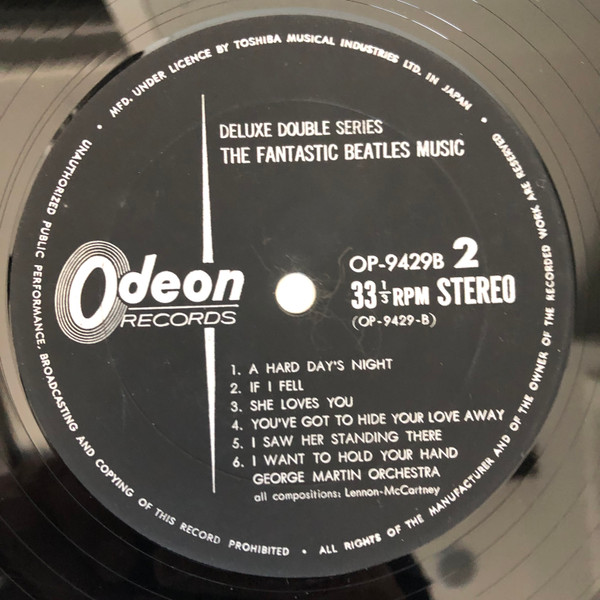 • MFD. UNDER LICENCE BY TOSHIBA MUSICAL INDUSTRIES LTD. IN JAPAN •
DELUXE DOUBLE SERIES
THE FANTASTIC BEATLES MUSIC
Odeon
RECORDS
OP-9429B 2
33 1/3 RPM STEREO
(OP-9429-B)
1. A HARD DAY'S NIGHT
2. IF I FELL
3. SHE LOVES YOU
4. YOU'VE GOT TO HIDE YOUR LOVE AWAY
5. I SAW HER STANDING THERE
6. I WANT TO HOLD YOUR HAND
GEORGE MARTIN ORCHESTRA
all compositions: Lennon-McCartney
UNAUTHORIZED PUBLIC PERFORMANCE, BROADCASTING AND COPYING OF THIS RECORD PROHIBITED • ALL RIGHTS OF THE MANUFACTURER AND OF THE OWNER OF THE RECORDED WORK ARE RESERVED